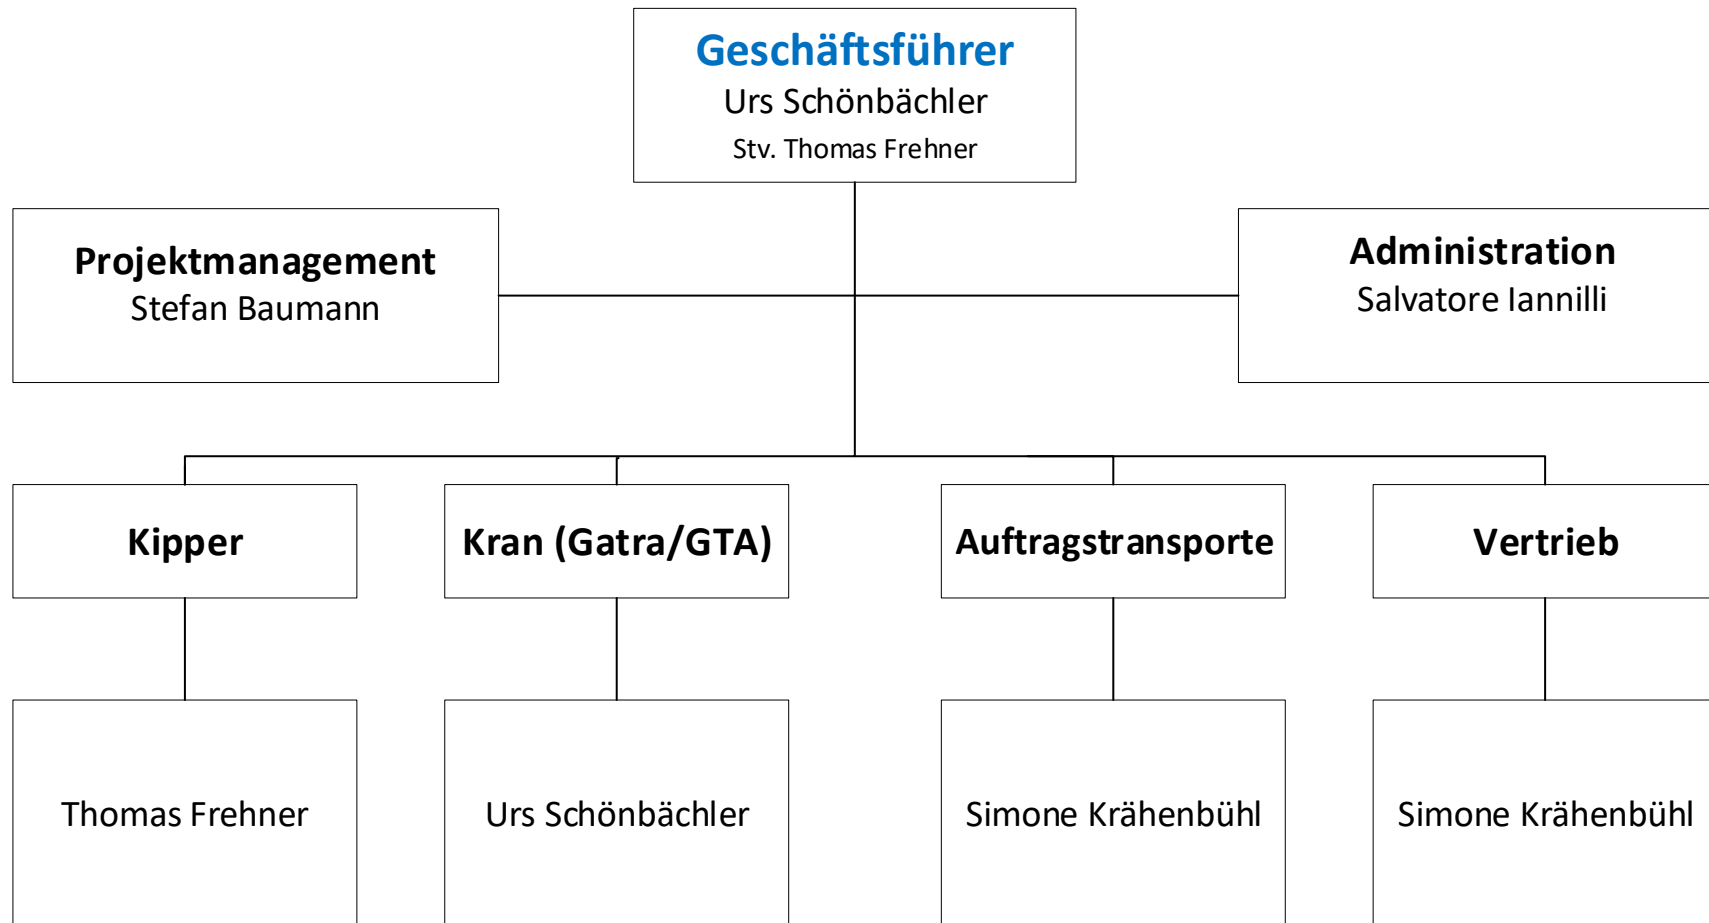 Geschäftsführer
Urs Schönbächler
Stv. Thomas Frehner
Projektmanagement
Stefan Baumann
Administration
Salvatore Iannilli
Kipper
Kran (Gatra/GTA)
Auftragstransporte
Vertrieb
Thomas Frehner
Urs Schönbächler
Simone Krähenbühl
Simone Krähenbühl